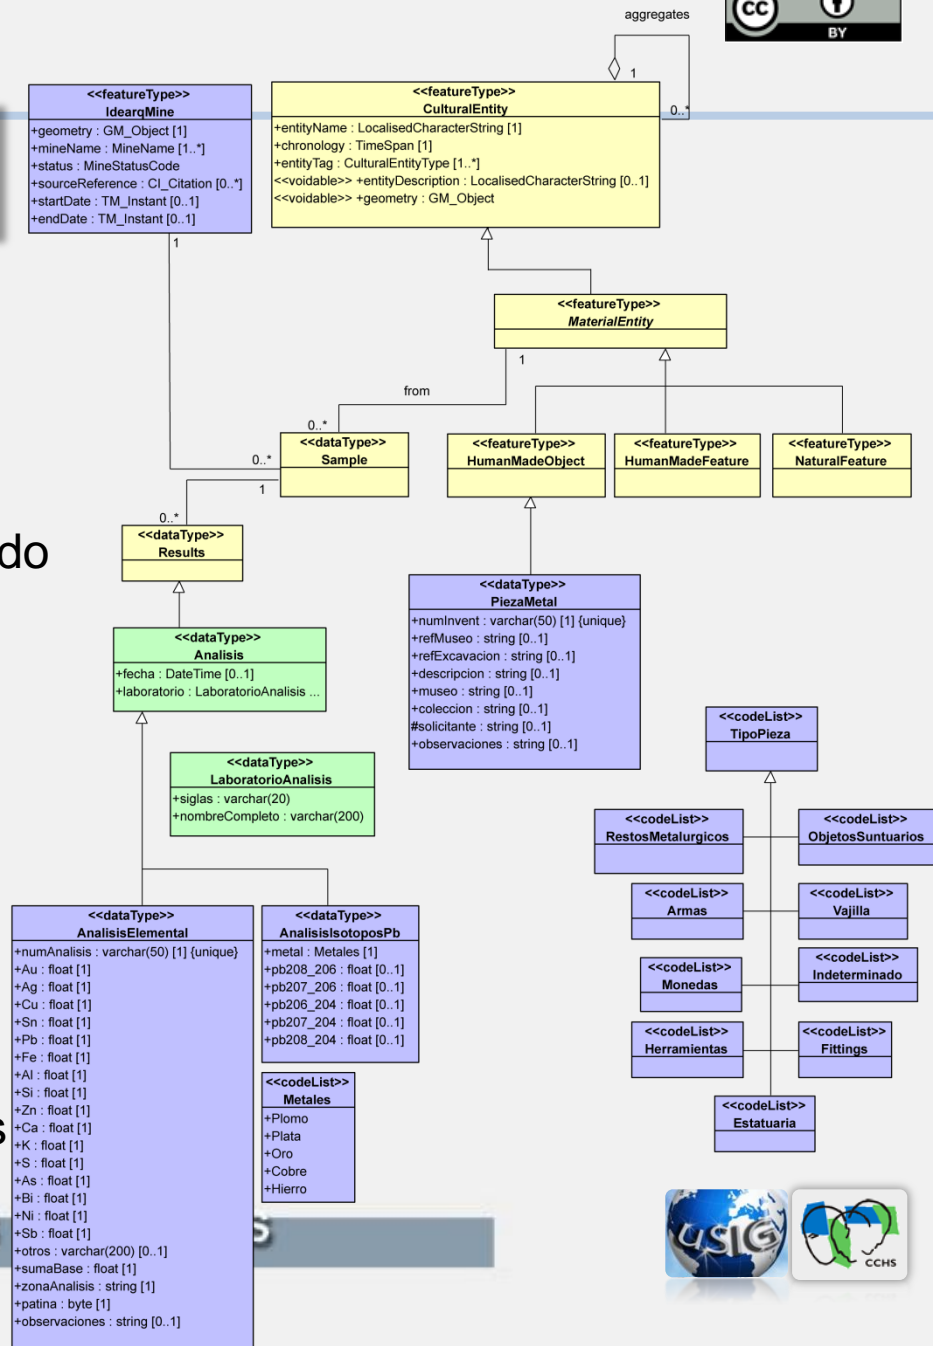 aggregates
cc
BY
1
0..*
<<featureType>>
IdearqMine
+geometry : GM_Object [1]
+mineName : MineName [1..*]
+status : MineStatusCode
+sourceReference : CI_Citation [0..*]
+startDate : TM_Instant [0..1]
+endDate : TM_Instant [0..1]
1
<<featureType>>
CulturalEntity
+entityName : LocalisedCharacterString [1]
+chronology : TimeSpan [1]
+entityTag : CulturalEntityType [1..*]
<<voidable>> +entityDescription : LocalisedCharacterString [0..1]
<<voidable>> +geometry : GM_Object
<<featureType>>
MaterialEntity
1
from
0..*
<<dataType>>
Sample
0..*
1
<<featureType>>
HumanMadeObject
<<featureType>>
HumanMadeFeature
<<featureType>>
NaturalFeature
0..*
<<dataType>>
Results
do
<<dataType>>
Analisis
+fecha : DateTime [0..1]
+laboratorio : LaboratorioAnalisis ...
<<dataType>>
PiezaMetal
+numInvent : varchar(50) [1] {unique}
+refMuseo : string [0..1]
+refExcavacion : string [0..1]
+descripcion : string [0..1]
+museo : string [0..1]
+coleccion : string [0..1]
#solicitante : string [0..1]
+observaciones : string [0..1]
<<dataType>>
LaboratorioAnalisis
+siglas : varchar(20)
+nombreCompleto : varchar(200)
<<codeList>>
TipoPieza
<<codeList>>
RestosMetalurgicos
<<codeList>>
ObjetosSuntuarios
<<codeList>>
Armas
<<codeList>>
Vajilla
<<codeList>>
Monedas
<<codeList>>
Indeterminado
<<codeList>>
Herramientas
<<codeList>>
Fittings
<<codeList>>
Estatuaria
<<dataType>>
AnalisisElemental
+numAnalisis : varchar(50) [1] {unique}
+Au : float [1]
+Ag : float [1]
+Cu : float [1]
+Sn : float [1]
+Pb : float [1]
+Fe : float [1]
+Al : float [1]
+Si : float [1]
+Zn : float [1]
+Ca : float [1]
+K : float [1]
+S : float [1]
+As : float [1]
+Bi : float [1]
+Ni : float [1]
+Sb : float [1]
+otros : varchar(200) [0..1]
+sumaBase : float [1]
+zonaAnalisis : string [1]
+patina : byte [1]
+observaciones : string [0..1]
<<dataType>>
AnalisisIsotoposPb
+metal : Metales [1]
+pb208_206 : float [0..1]
+pb207_206 : float [0..1]
+pb206_204 : float [0..1]
+pb207_204 : float [0..1]
+pb208_204 : float [0..1]
<<codeList>>
Metales
+Plomo
+Plata
+Oro
+Cobre
+Hierro
s
S
USIG
CCHS